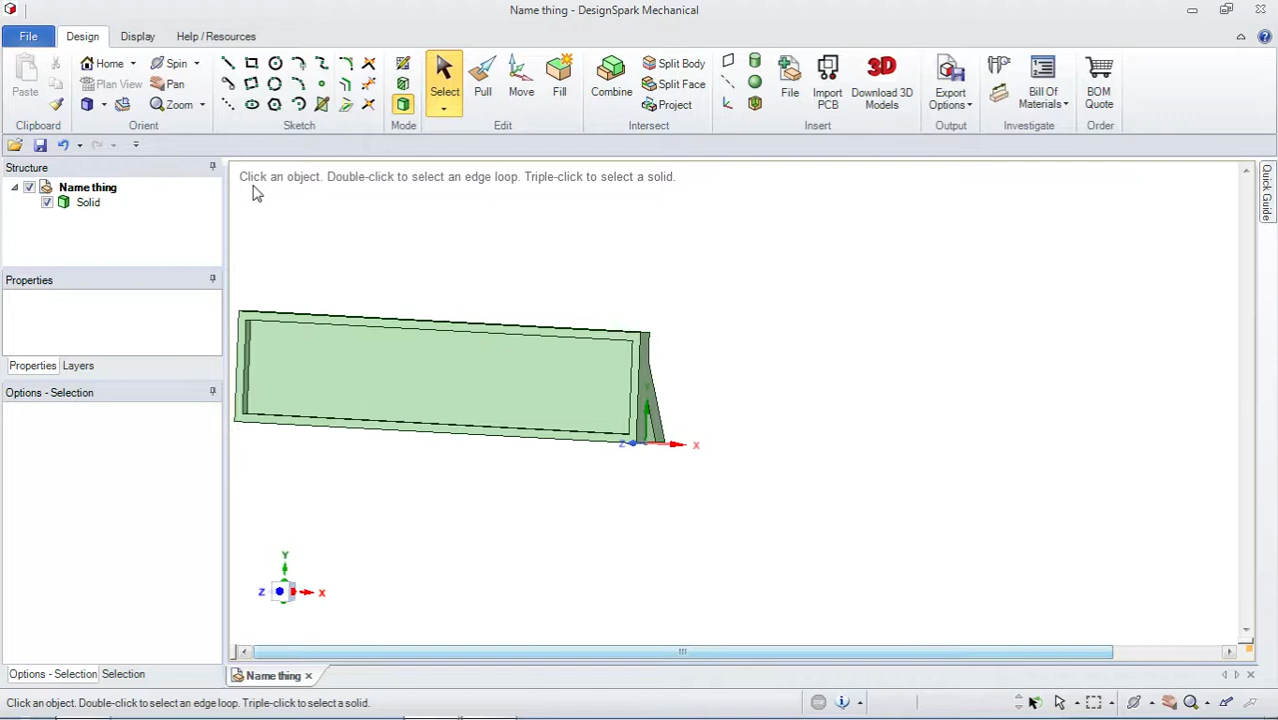 Name thing - DesignSpark Mechanical
File Design Display Help / Resources
Paste Home Plan View Spin Pan Zoom Select Pull Move Fill Combine Split Body Split Face Project File Import PCB Download 3D Models Export Options Bill Of Materials BOM Quote
3D
Clipboard Orient Sketch Mode Edit Intersect Insert Output Investigate Order
Structure
Name thing
Solid
Properties
Properties Layers
Options - Selection
Options - Selection Selection
Click an object. Double-click to select an edge loop. Triple-click to select a solid.
Z X
Y
Z X
Quick Guide
Name thing
Click an object. Double-click to select an edge loop. Triple-click to select a solid.